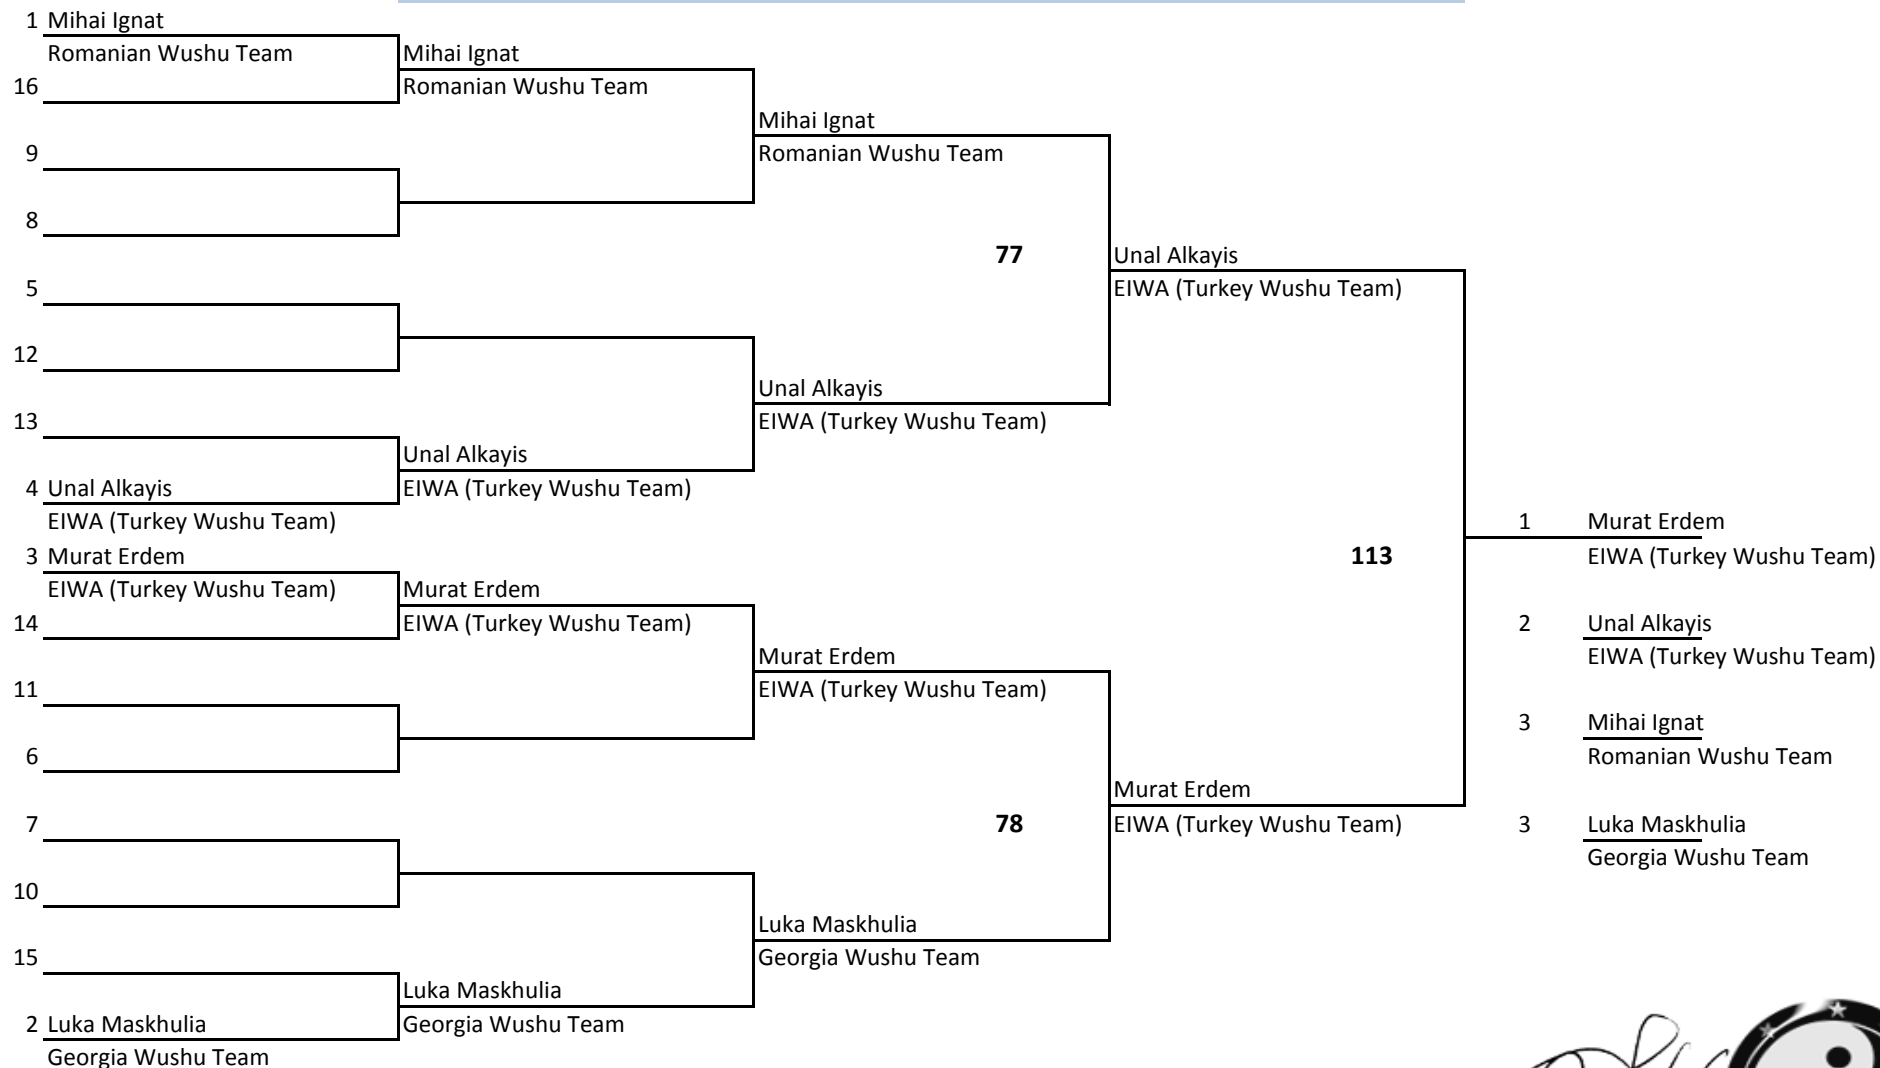 1 Mihai Ignat
Romanian Wushu Team
Mihai Ignat
16
Romanian Wushu Team
Mihai Ignat
9
Romanian Wushu Team
8
77
Unal Alkayis
5
EIWA (Turkey Wushu Team)
12
Unal Alkayis
13
EIWA (Turkey Wushu Team)
Unal Alkayis
4 Unal Alkayis
EIWA (Turkey Wushu Team)
EIWA (Turkey Wushu Team)
1 Murat Erdem
3 Murat Erdem
113
EIWA (Turkey Wushu Team)
EIWA (Turkey Wushu Team)
Murat Erdem
14
EIWA (Turkey Wushu Team)
2 Unal Alkayis
Murat Erdem
EIWA (Turkey Wushu Team)
11
EIWA (Turkey Wushu Team)
3 Mihai Ignat
6
Romanian Wushu Team
Murat Erdem
7
78
EIWA (Turkey Wushu Team)
3 Luka Maskhulia
Georgia Wushu Team
10
Luka Maskhulia
15
Georgia Wushu Team
Luka Maskhulia
2 Luka Maskhulia
Georgia Wushu Team
Georgia Wushu Team